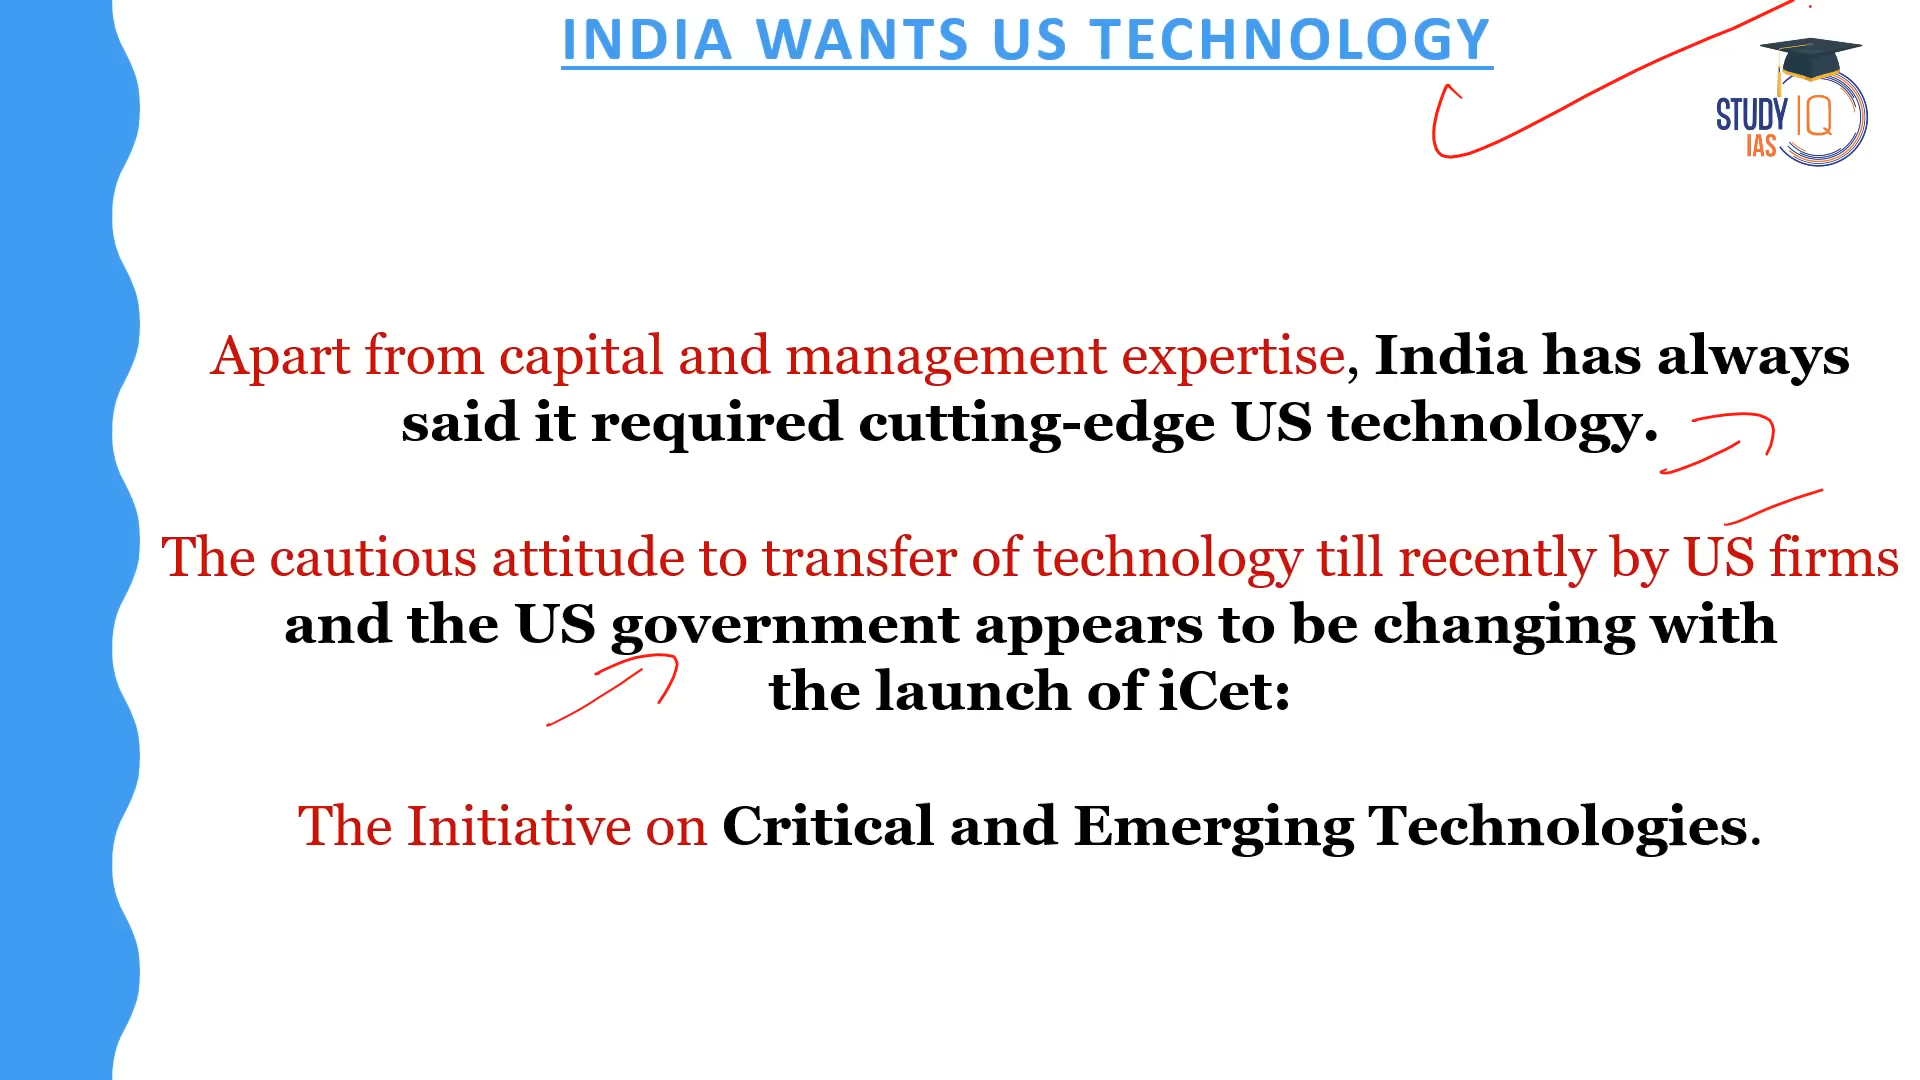 INDIA WANTS US TECHNOLOGY
STUDY IQ
IAS
Apart from capital and management expertise, India has always
said it required cutting-edge US technology.
The cautious attitude to transfer of technology till recently by US firms
and the US government appears to be changing with
the launch of iCet:
The Initiative on Critical and Emerging Technologies.